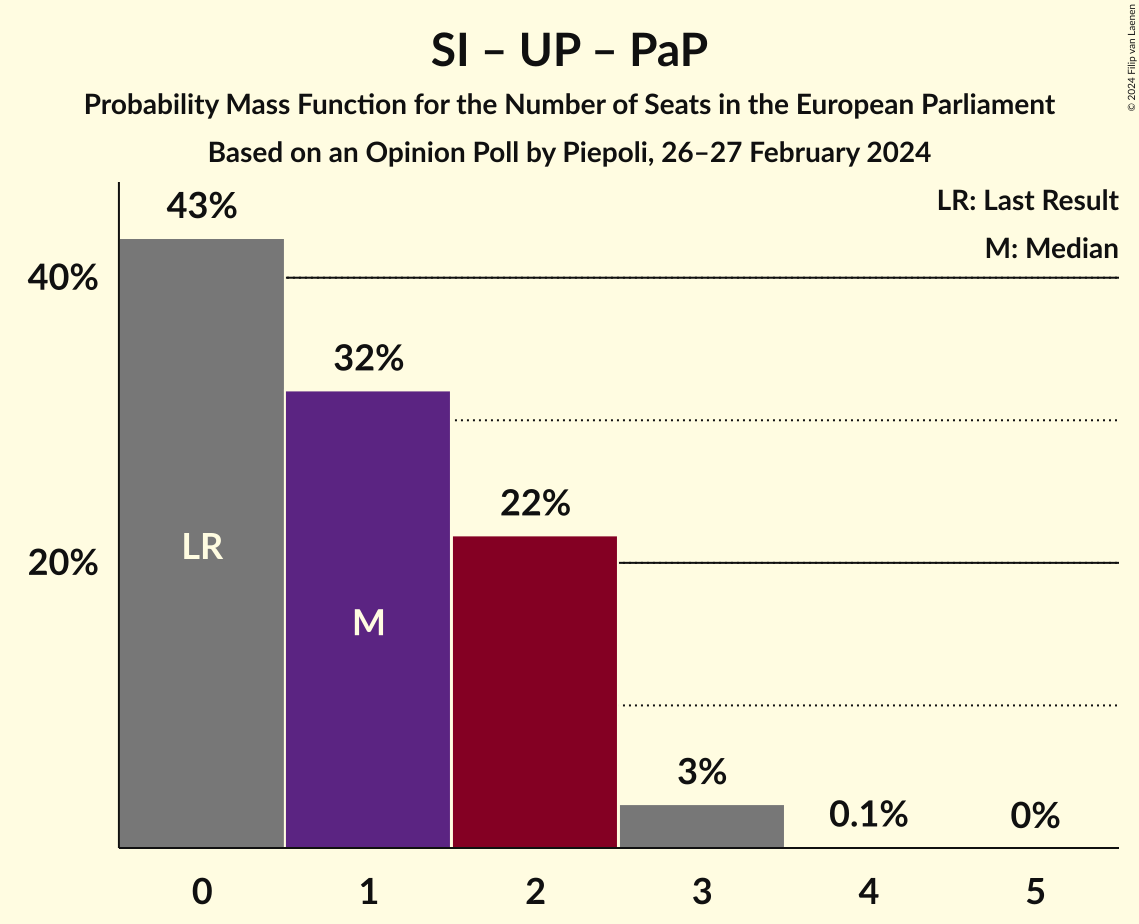 SI – UP – PaP
Probability Mass Function for the Number of Seats in the European Parliament
Based on an Opinion Poll by Piepoli, 26–27 February 2024
© 2024 Filip van Laenen
LR: Last Result
M: Median
43%
40%
32%
22%
LR
20%
M
3%
0.1%
0%
0
1
2
3
4
5